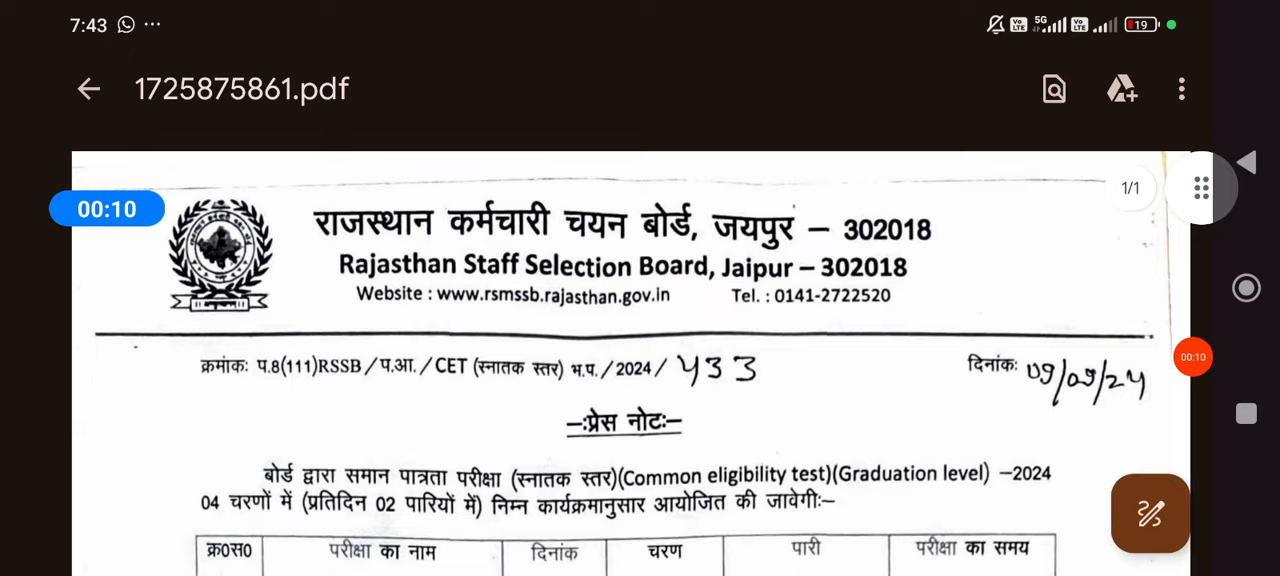 7:43
5G
19
1725875861.pdf
1/1
00:10
राजस्थान कर्मचारी चयन बोर्ड, जयपुर – 302018
Rajasthan Staff Selection Board, Jaipur – 302018
Website : www.rsmssb.rajasthan.gov.in Tel. : 0141-2722520
क्रमांकः प.8(111)RSSB/प.आ./CET (स्नातक स्तर) भ.प./2024/ 433 दिनांकः 09/09/24
00:10
–:प्रेस नोटः–
बोर्ड द्वारा समान पात्रता परीक्षा (स्नातक स्तर)(Common eligibility test)(Graduation level) –2024
04 चरणों में (प्रतिदिन 02 पारियों में) निम्न कार्यक्रमानुसार आयोजित की जावेगीः–
क्र0स0 परीक्षा का नाम दिनांक चरण पारी परीक्षा का समय